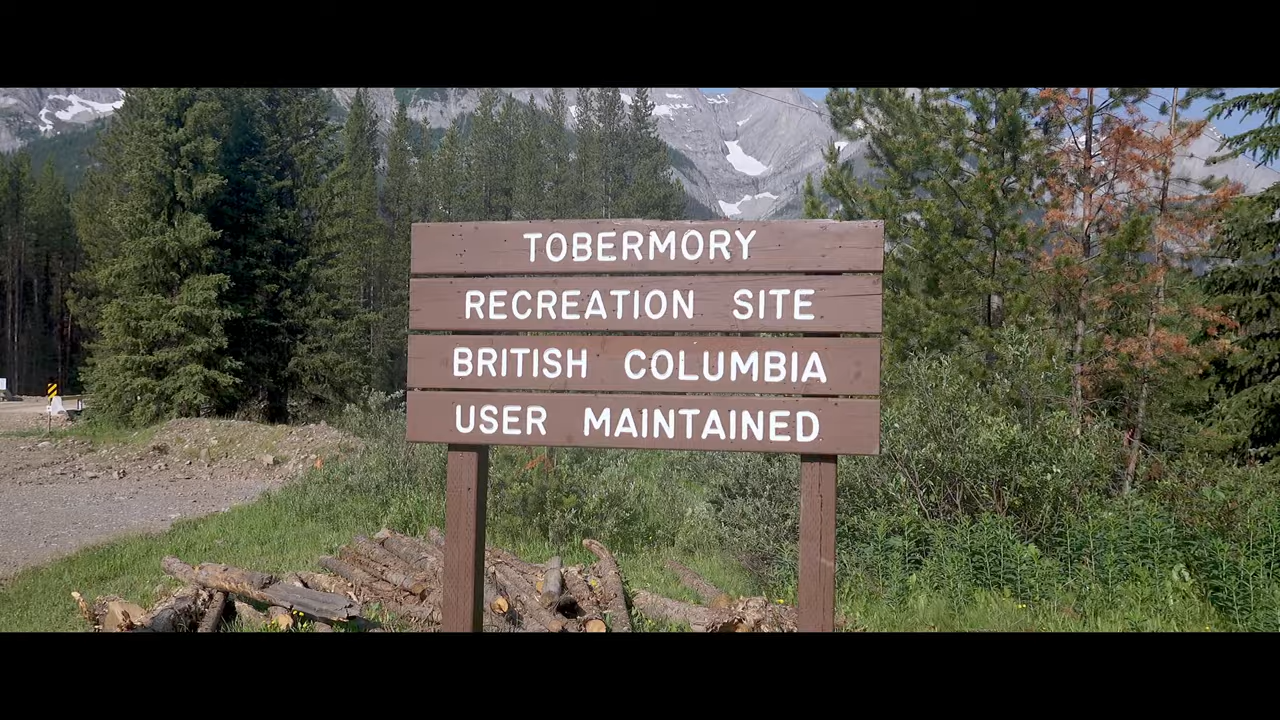 TOBERMORY
RECREATION SITE
BRITISH COLUMBIA
USER MAINTAINED